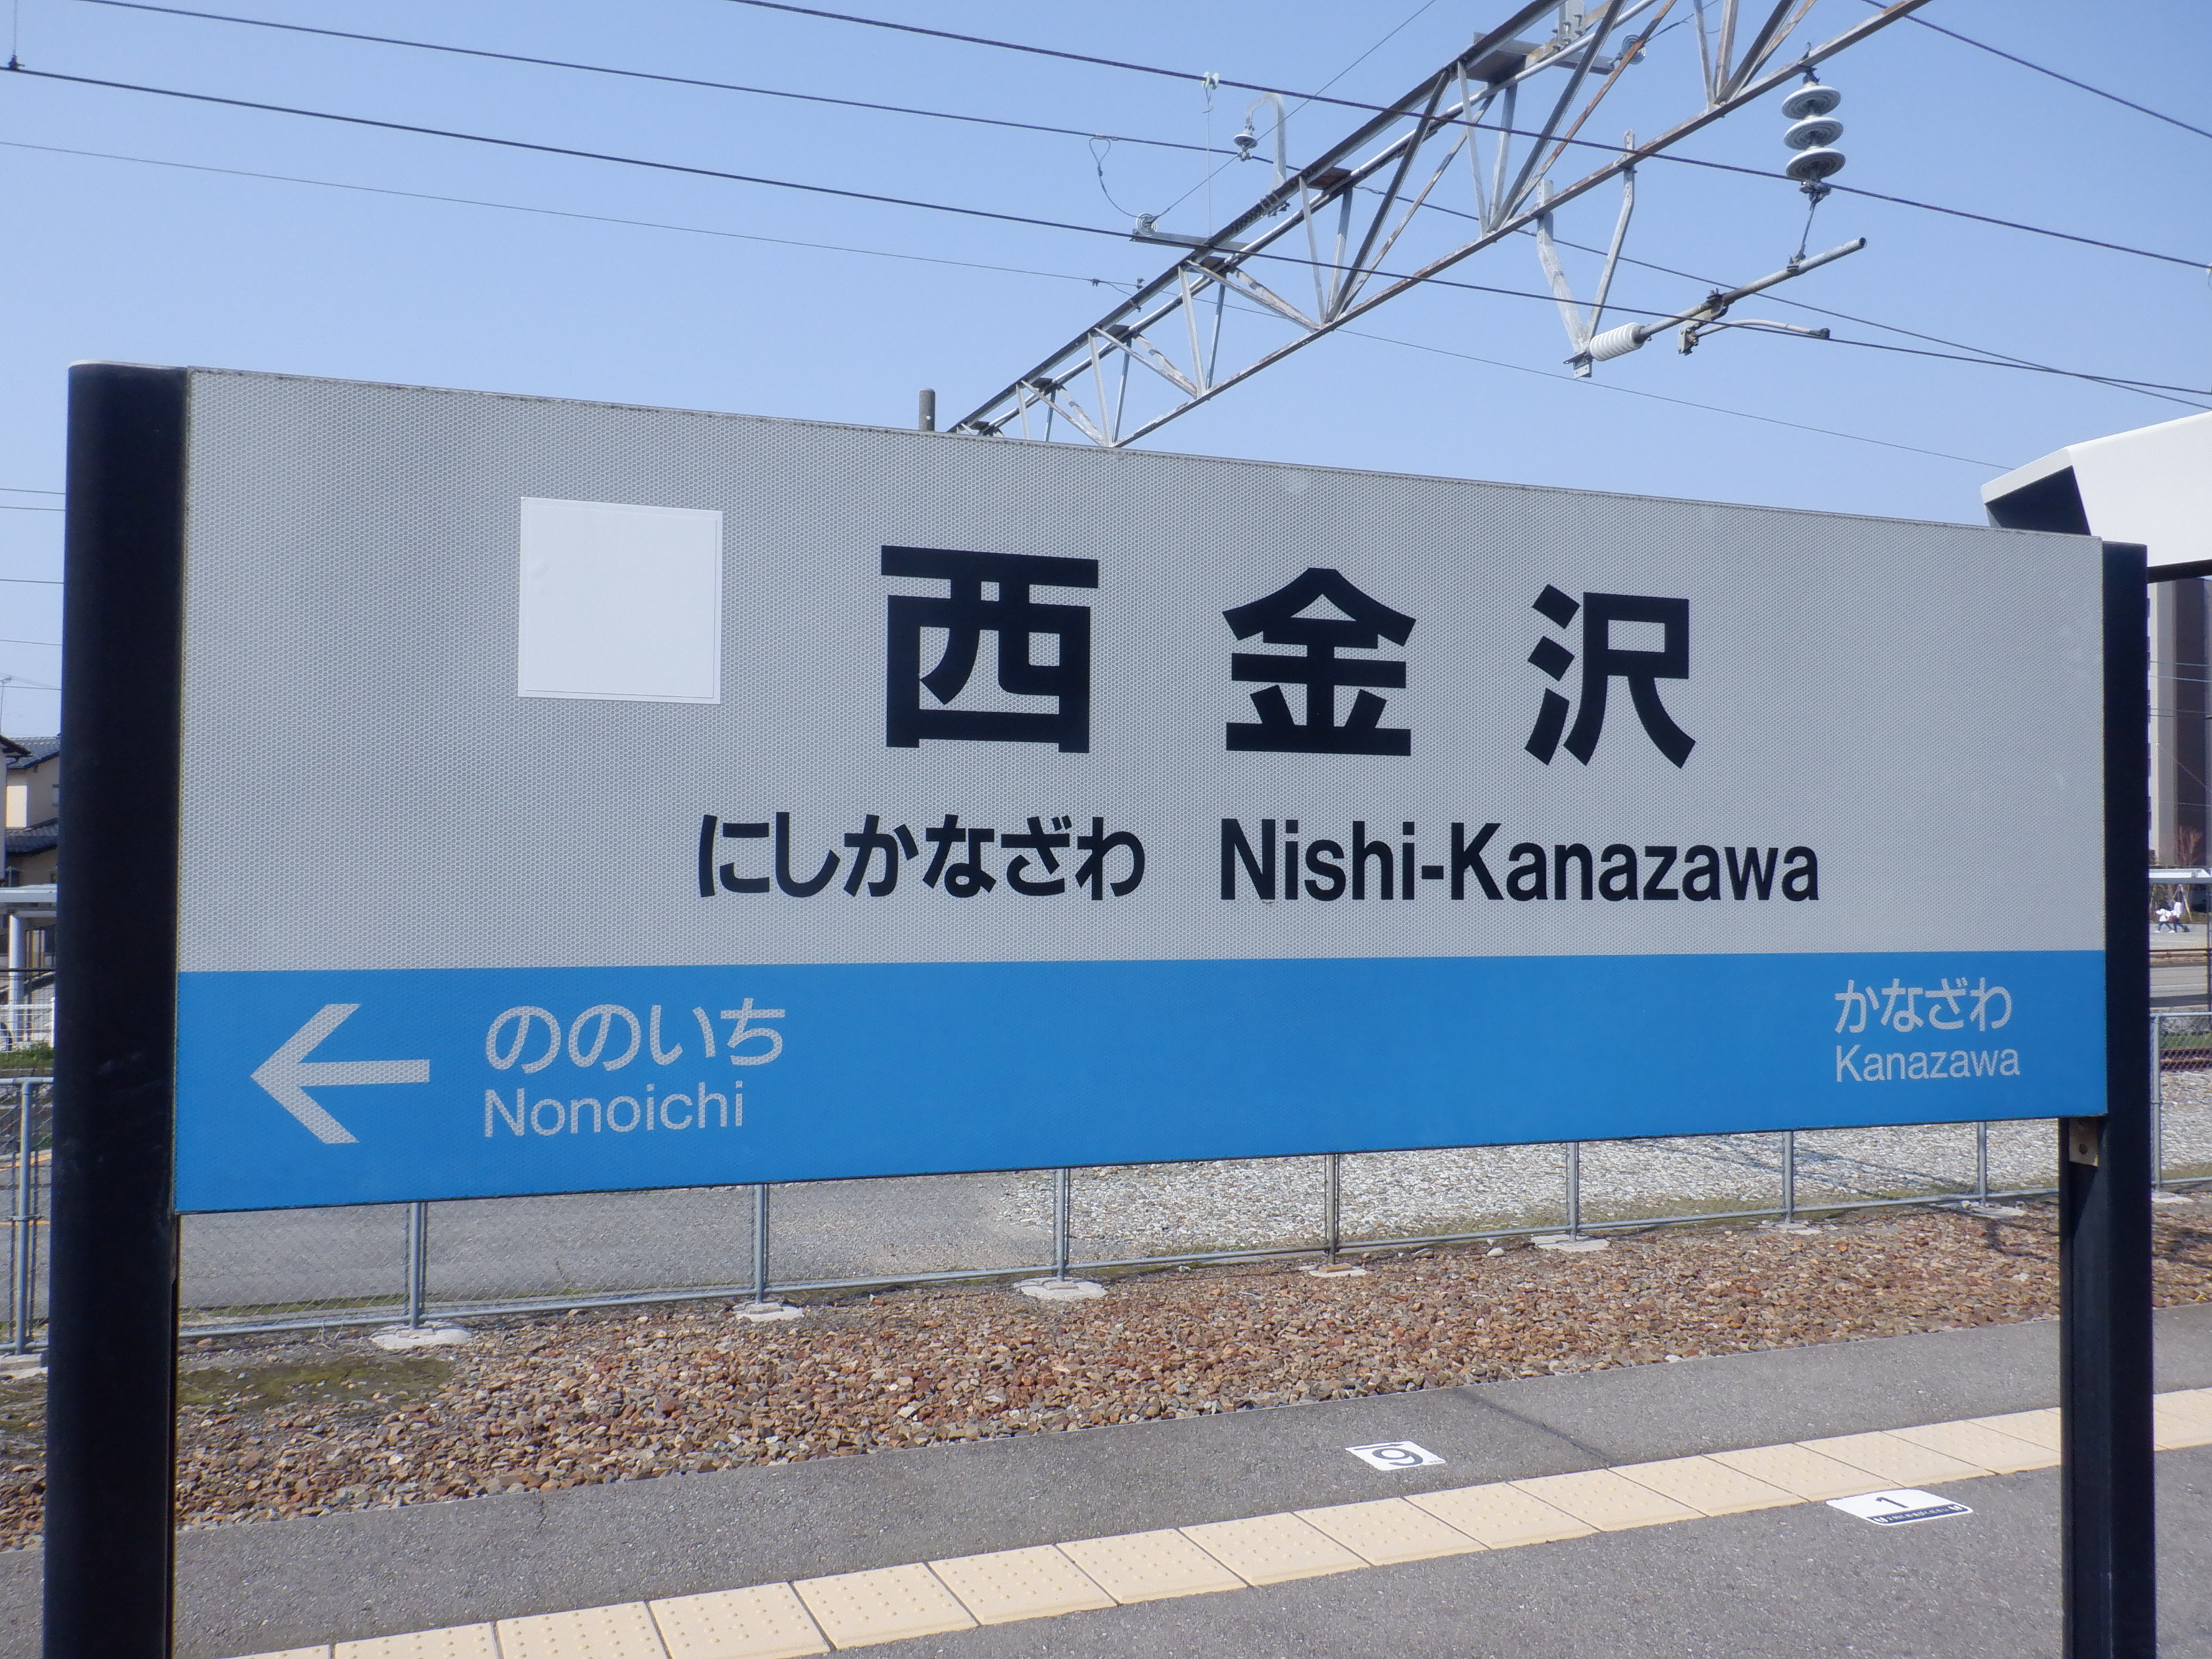 西金沢
にしかなざわ Nishi-Kanazawa
← ののいち
Nonoichi
かなざわ
Kanazawa
9
1